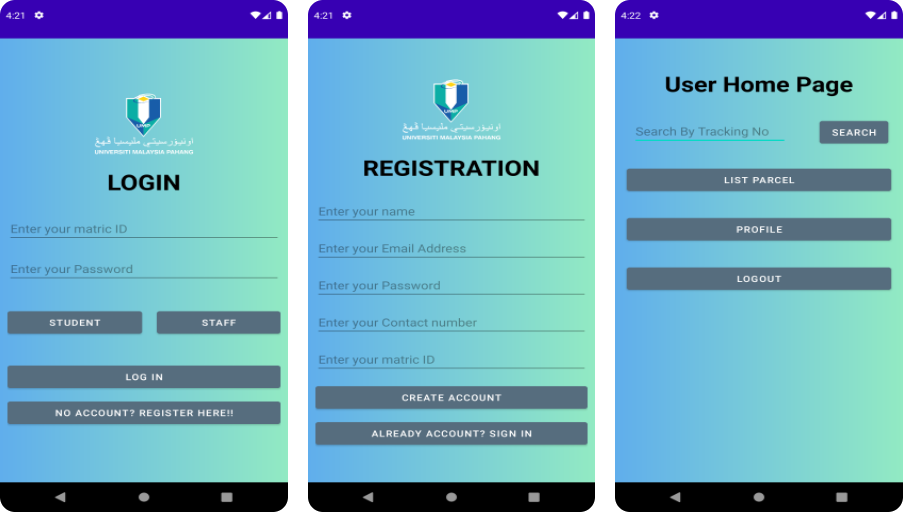 4:21
UMP
اونيۏرسيتي مليسيا ڤهڠ
UNIVERSITI MALAYSIA PAHANG
LOGIN
Enter your matric ID
Enter your Password
STUDENT
STAFF
LOG IN
NO ACCOUNT? REGISTER HERE!!
4:21
UMP
اونيۏرسيتي مليسيا ڤهڠ
UNIVERSITI MALAYSIA PAHANG
REGISTRATION
Enter your name
Enter your Email Address
Enter your Password
Enter your Contact number
Enter your matric ID
CREATE ACCOUNT
ALREADY ACCOUNT? SIGN IN
4:22
User Home Page
Search By Tracking No
SEARCH
LIST PARCEL
PROFILE
LOGOUT